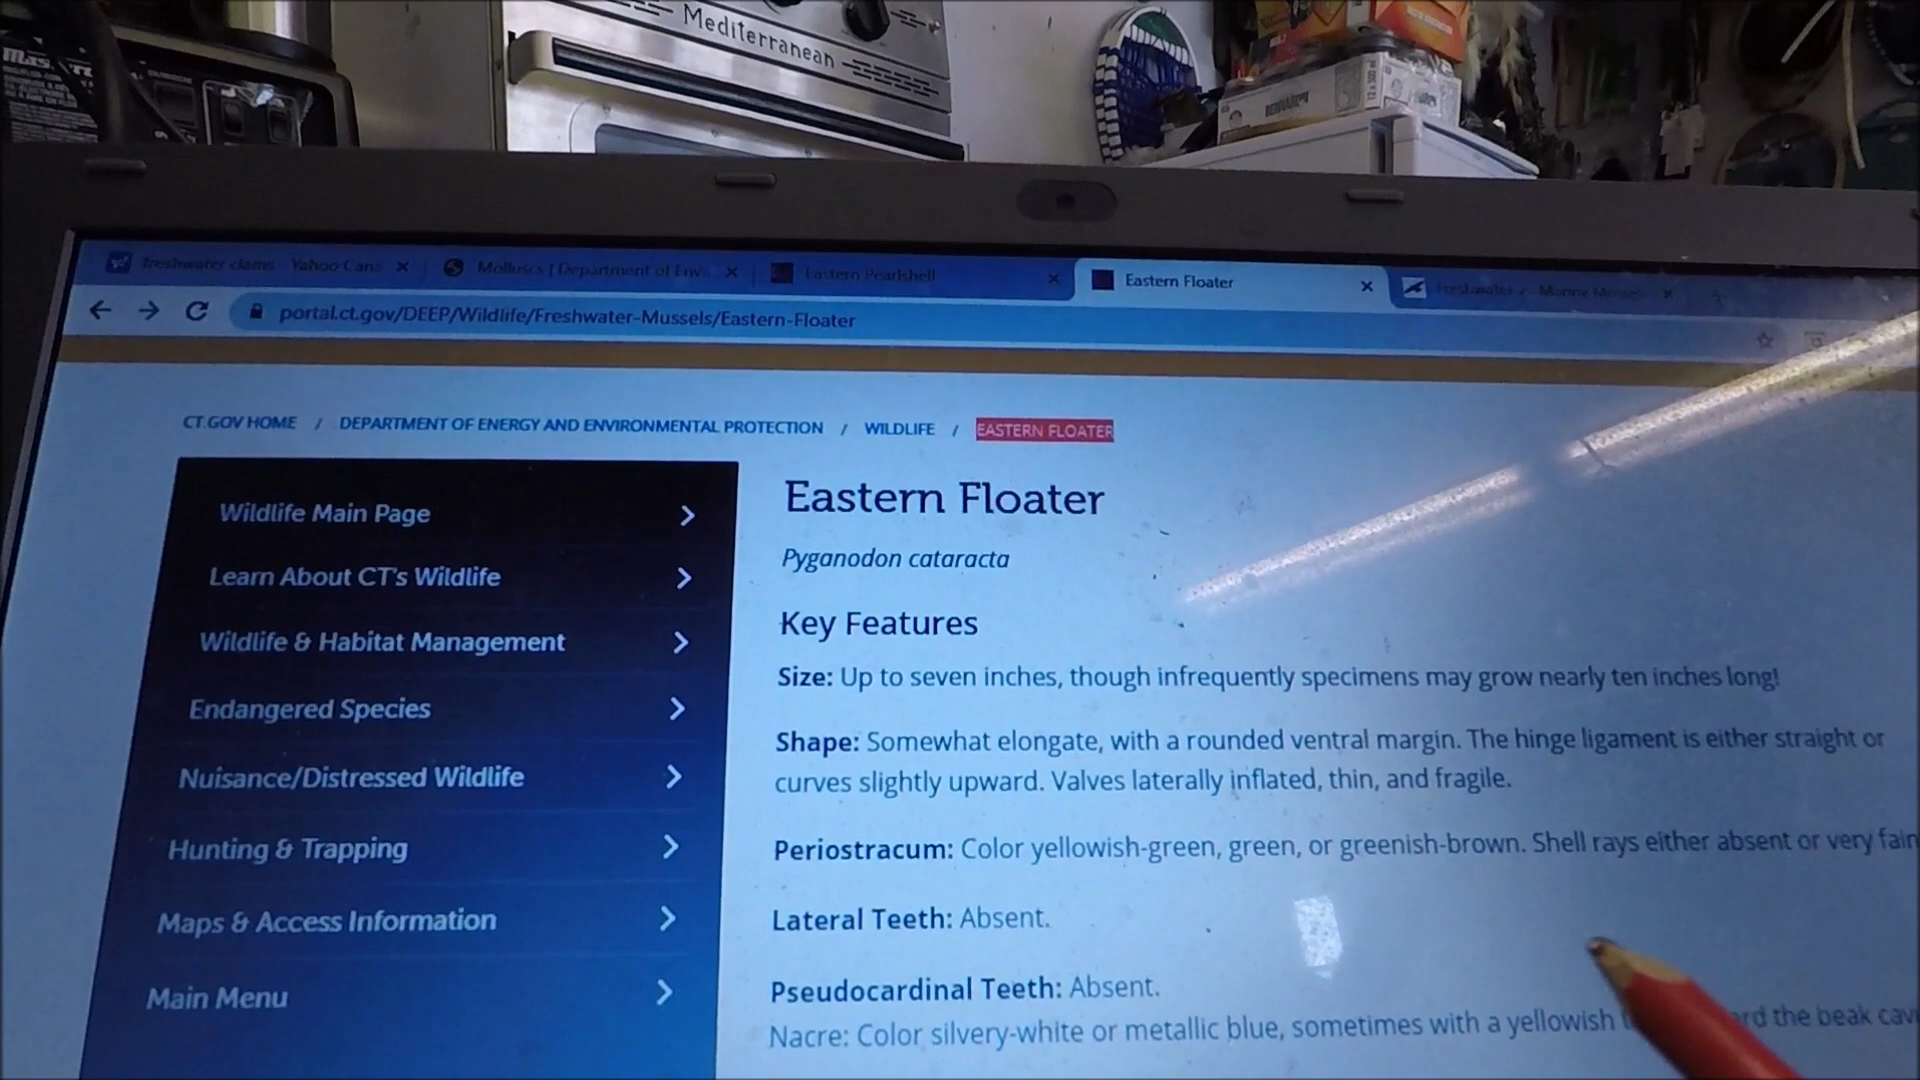 Mediterranean
freshwater clams Yahoo Cana
Molluscs | Department of Envi
Eastern Pearlshell
Eastern Floater
Freshwater
Marine Mussels
portal.ct.gov/DEEP/Wildlife/Freshwater-Mussels/Eastern-Floater
CT.GOV HOME / DEPARTMENT OF ENERGY AND ENVIRONMENTAL PROTECTION / WILDLIFE / EASTERN FLOATER
Wildlife Main Page
Learn About CT's Wildlife
Wildlife & Habitat Management
Endangered Species
Nuisance/Distressed Wildlife
Hunting & Trapping
Maps & Access Information
Main Menu
Eastern Floater
Pyganodon cataracta
Key Features
Size: Up to seven inches, though infrequently specimens may grow nearly ten inches long!
Shape: Somewhat elongate, with a rounded ventral margin. The hinge ligament is either straight or
curves slightly upward. Valves laterally inflated, thin, and fragile.
Periostracum: Color yellowish-green, green, or greenish-brown. Shell rays either absent or very fain
Lateral Teeth: Absent.
Pseudocardinal Teeth: Absent.
Nacre: Color silvery-white or metallic blue, sometimes with a yellowish rd the beak cavi